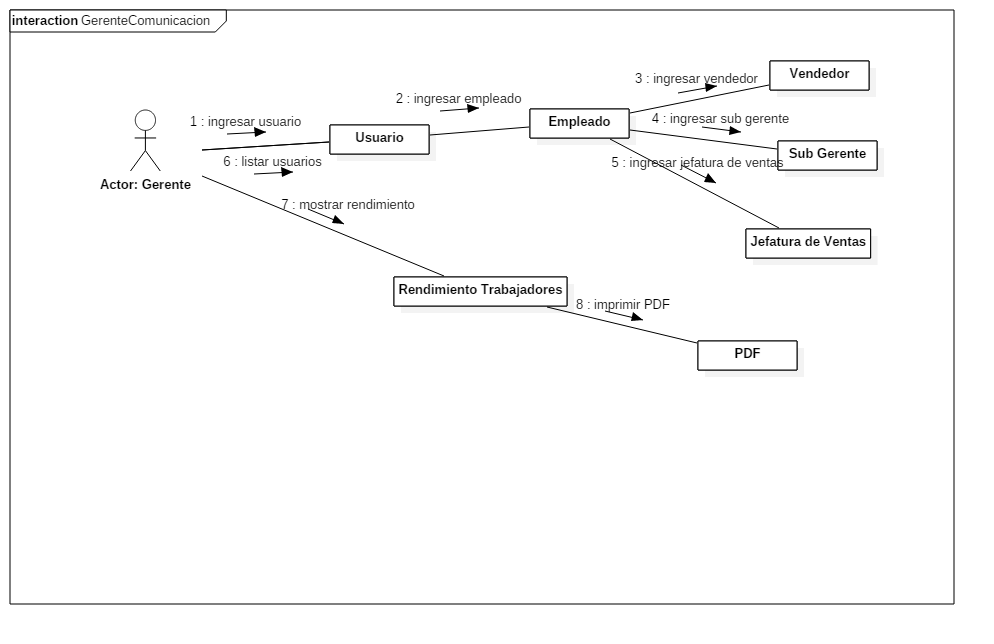 interaction GerenteComunicacion
3 : ingresar vendedor
Vendedor
2 : ingresar empleado
1 : ingresar usuario
Usuario
Empleado
4 : ingresar sub gerente
Sub Gerente
6 : listar usuarios
5 : ingresar jefatura de ventas
Actor: Gerente
7 : mostrar rendimiento
Jefatura de Ventas
Rendimiento Trabajadores
8 : imprimir PDF
PDF